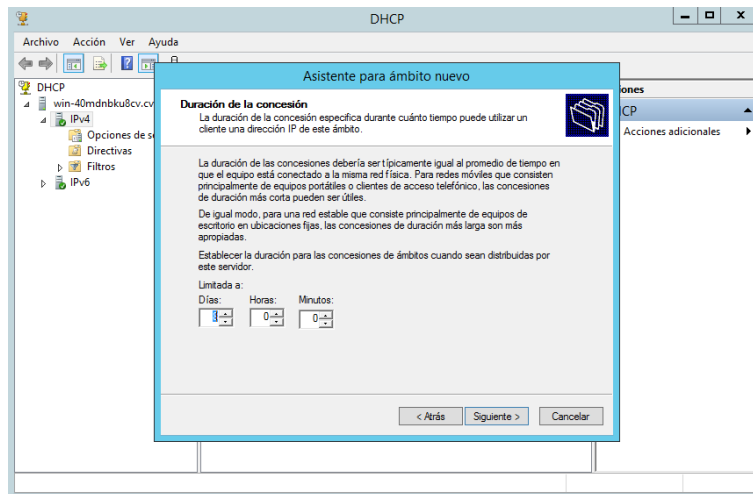 DHCP
Archivo Acción Ver Ayuda
DHCP
win-40mdnbku8cv.cv
IPv4
Opciones de se
Directivas
Filtros
IPv6
Asistente para ámbito nuevo
Duración de la concesión
La duración de la concesión especifica durante cuánto tiempo puede utilizar un
cliente una dirección IP de este ámbito.
La duración de las concesiones debería ser típicamente igual al promedio de tiempo en
que el equipo está conectado a la misma red física. Para redes móviles que consisten
principalmente de equipos portátiles o clientes de acceso telefónico, las concesiones
de duración más corta pueden ser útiles.
De igual modo, para una red estable que consiste principalmente de equipos de
escritorio en ubicaciones fijas, las concesiones de duración más larga son más
apropiadas.
Establecer la duración para las concesiones de ámbitos cuando sean distribuidas por
este servidor.
Limitada a:
Días: Horas: Minutos:
0 0
< Atrás Siguiente > Cancelar
iones
CP
Acciones adicionales